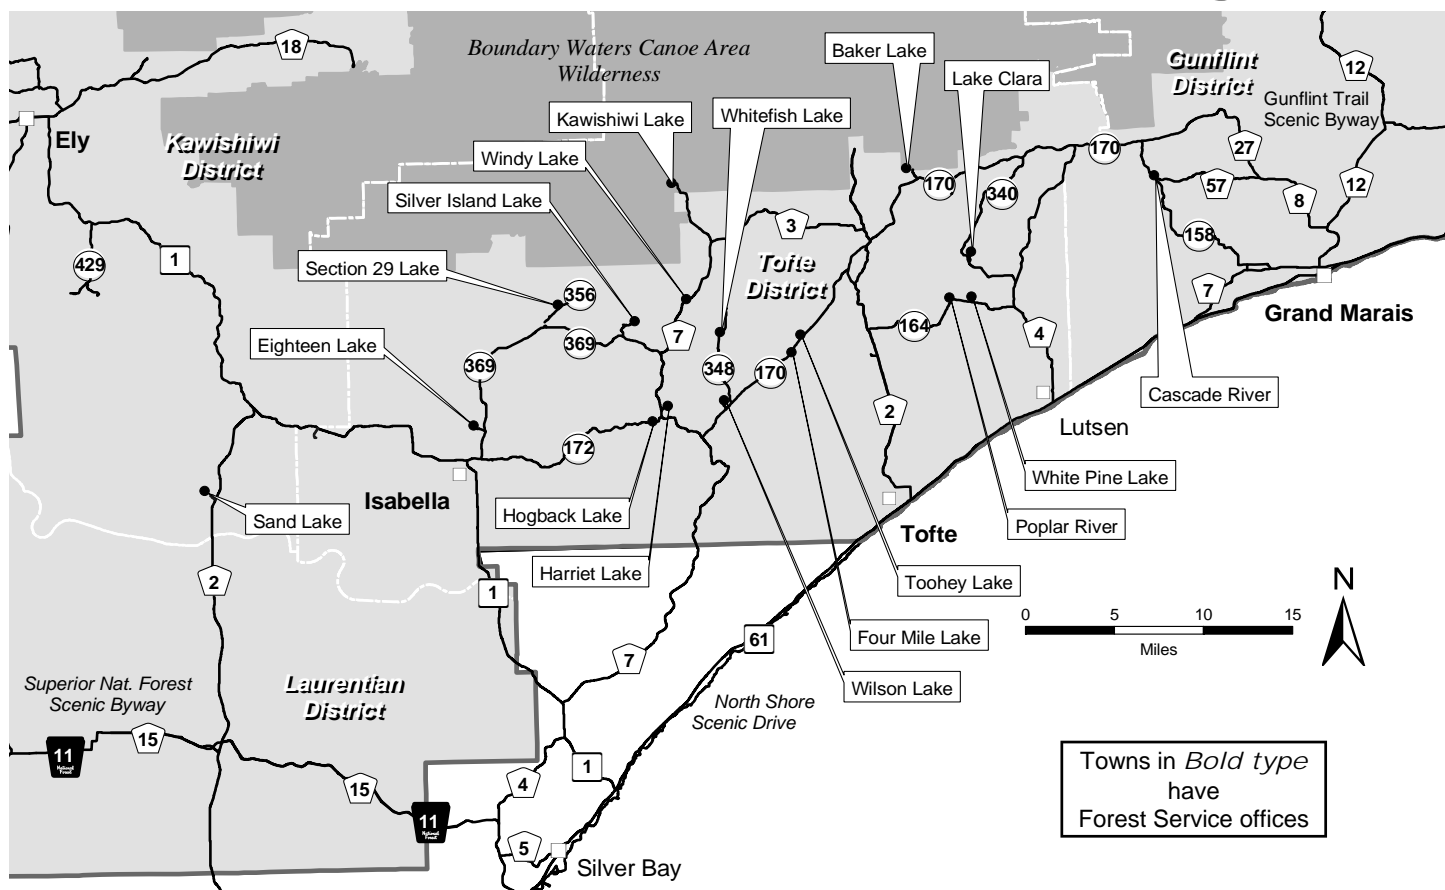 18
Boundary Waters Canoe Area
Wilderness
Baker Lake
Lake Clara
Gunflint
District
12
Gunflint Trail
Scenic Byway
Kawishiwi Lake
Whitefish Lake
Ely
Kawishiwi
District
Windy Lake
170
27
Silver Island Lake
170
340
57
8
12
3
158
429
1
Section 29 Lake
356
Tofte
District
7
Grand Marais
Eighteen Lake
369
369
7
348
170
164
4
Cascade River
2
Lutsen
172
White Pine Lake
Isabella
Sand Lake
Hogback Lake
Poplar River
Tofte
Harriet Lake
Toohey Lake
2
1
N
0 5 10 15
Miles
61
Four Mile Lake
7
Wilson Lake
Superior Nat. Forest
Scenic Byway
Laurentian
District
North Shore
Scenic Drive
11
National
Forest
15
15
4
1
11
National
Forest
5
Silver Bay
Towns in Bold type
have
Forest Service offices